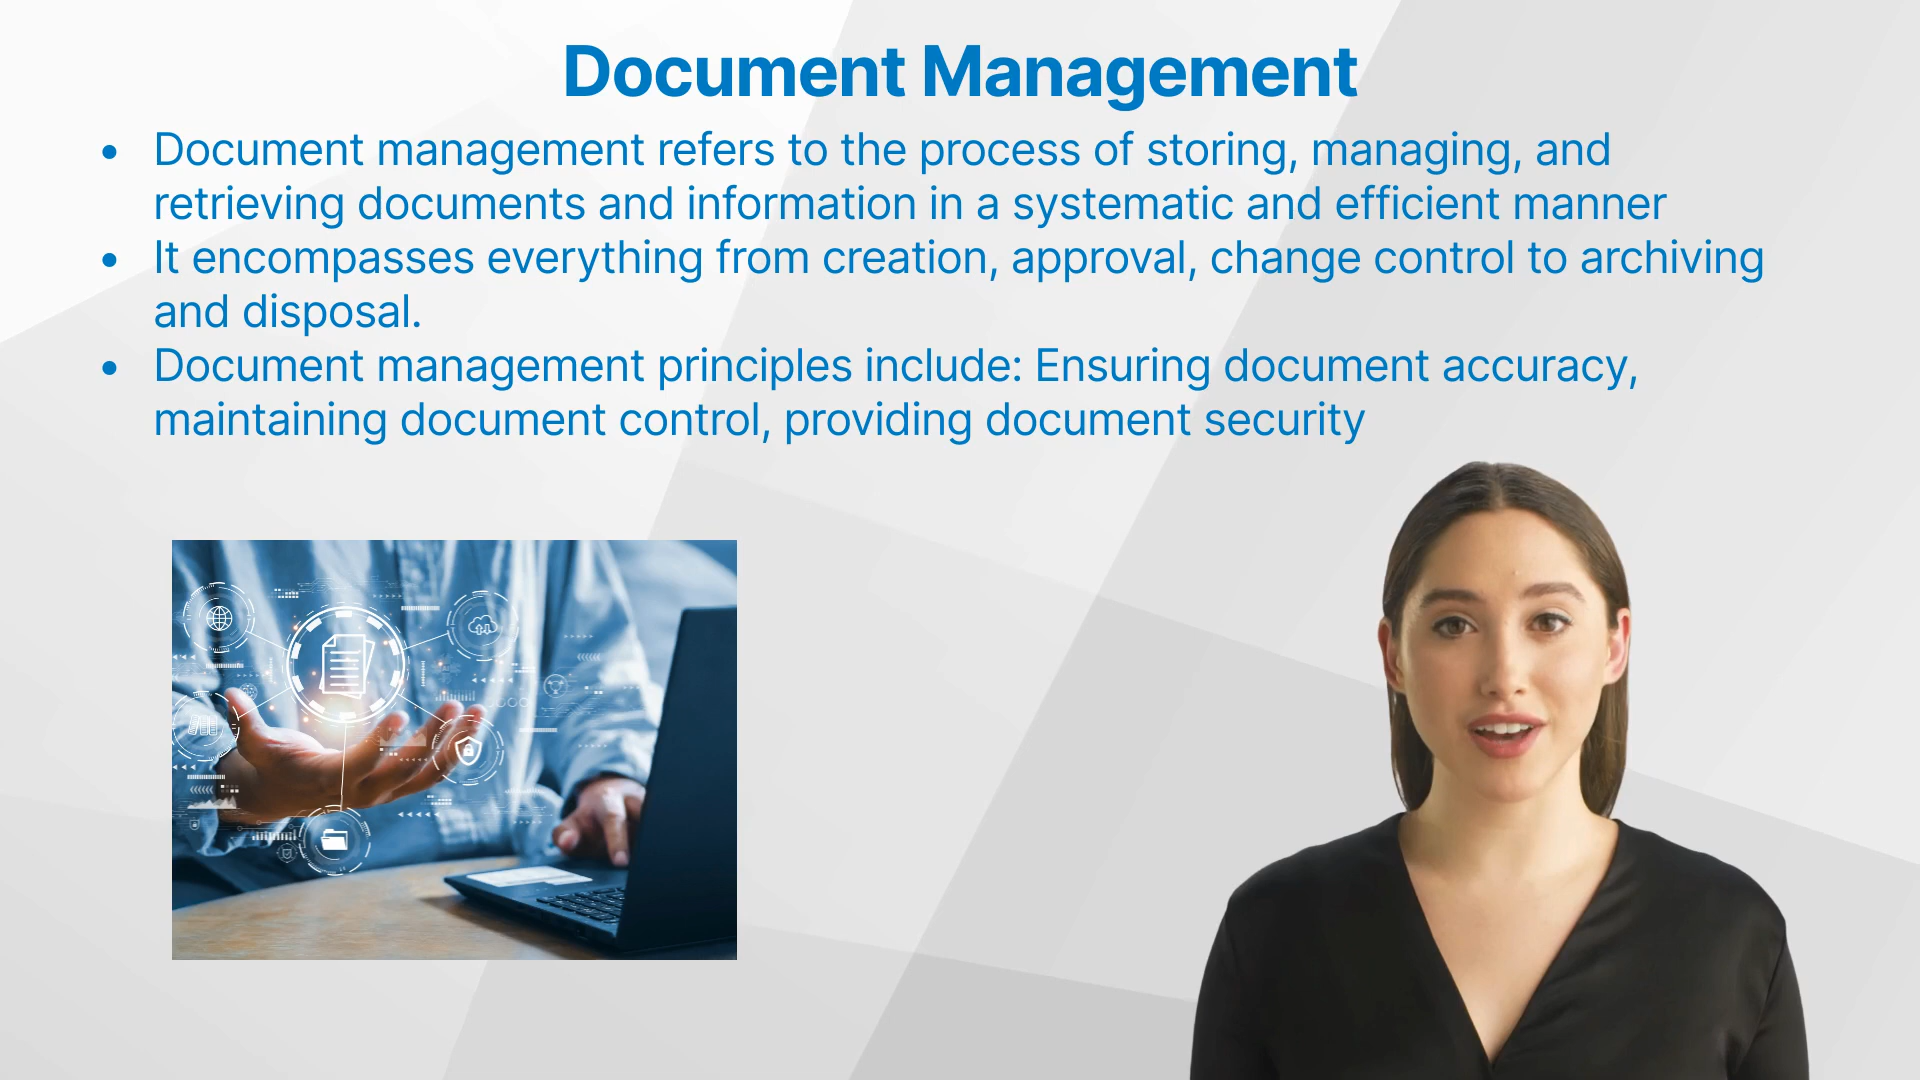 Document Management
• Document management refers to the process of storing, managing, and
retrieving documents and information in a systematic and efficient manner
• It encompasses everything from creation, approval, change control to archiving
and disposal.
• Document management principles include: Ensuring document accuracy,
maintaining document control, providing document security